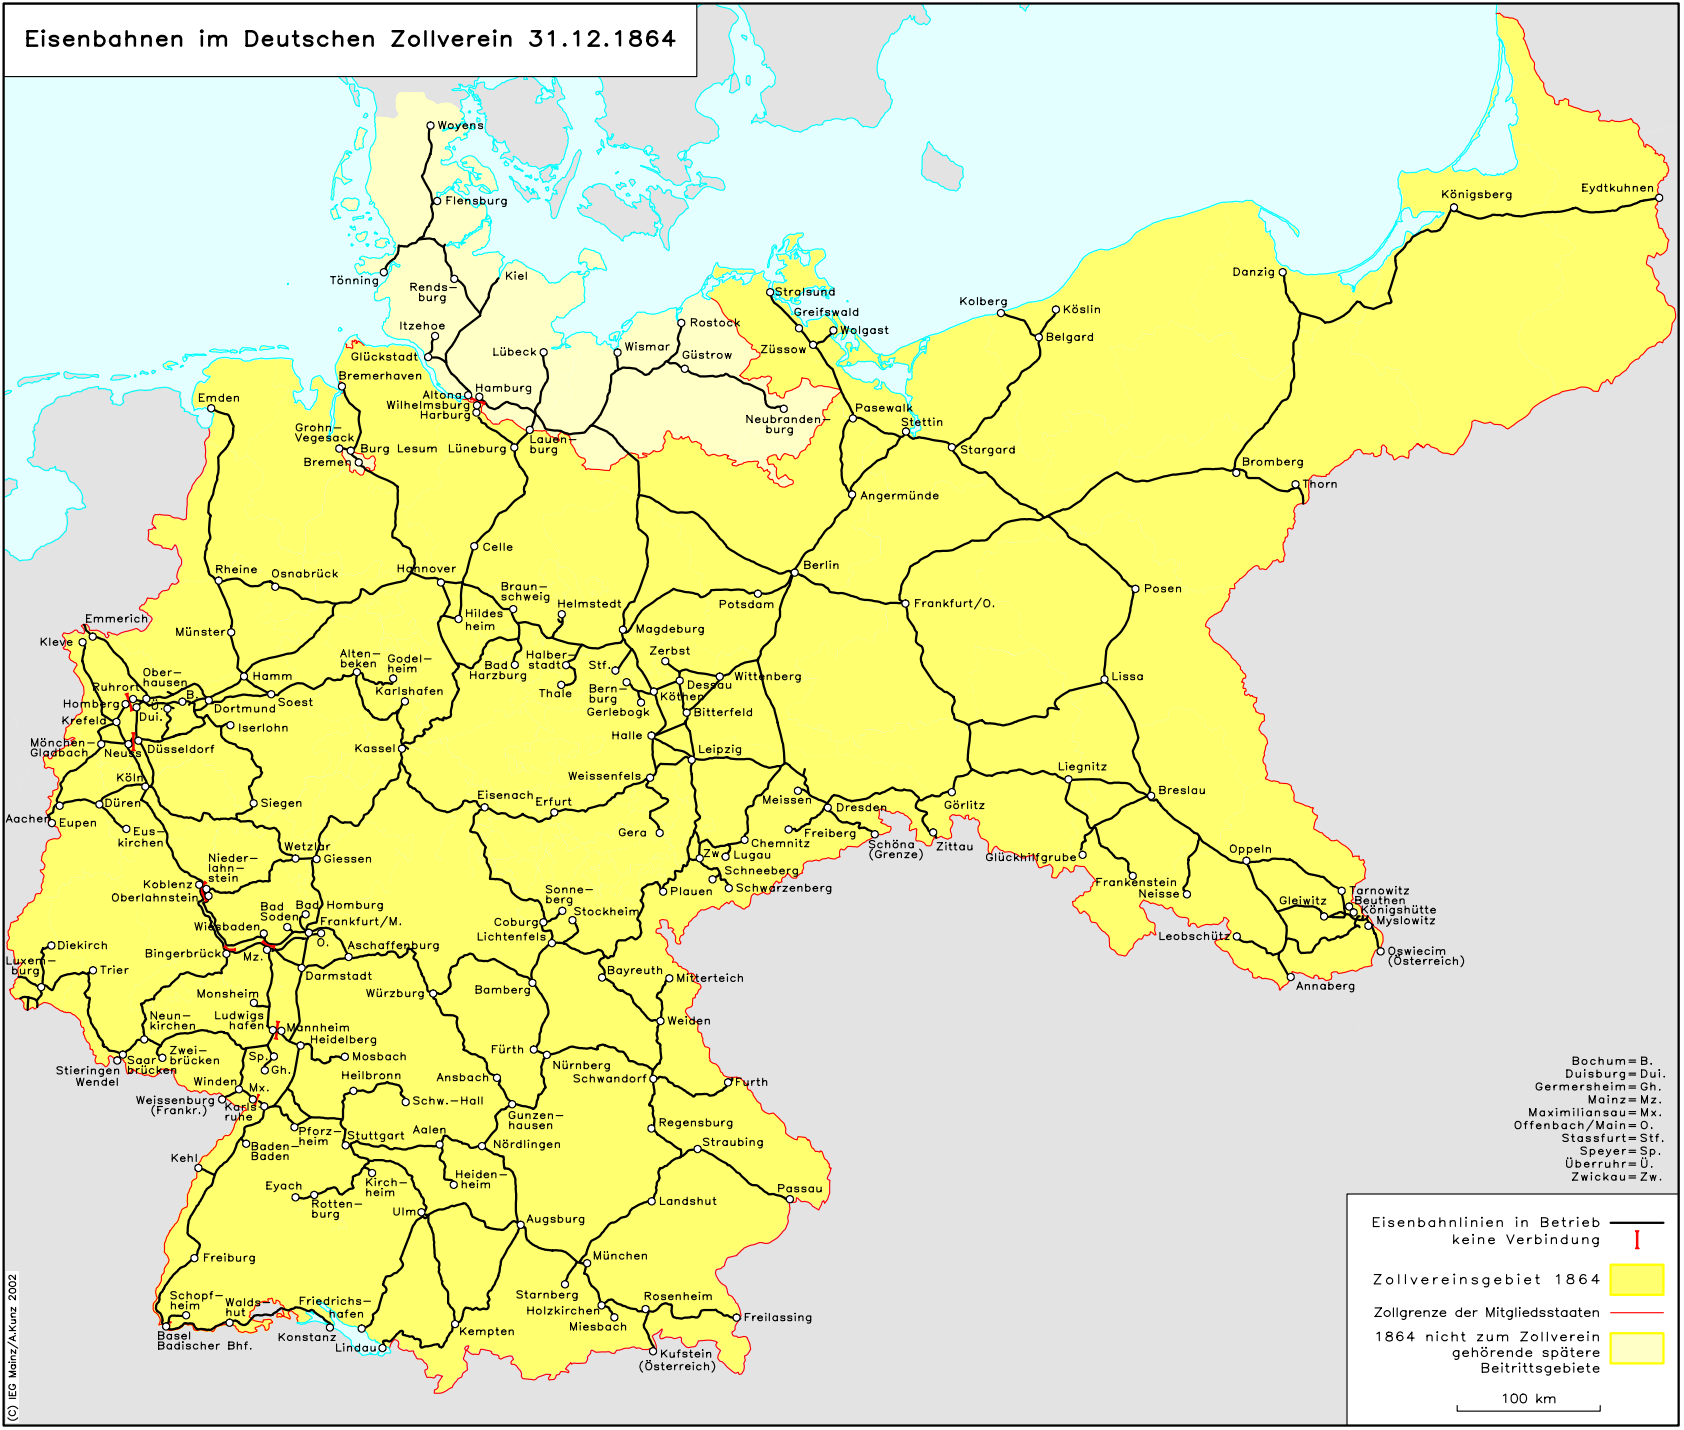 Eisenbahnen im Deutschen Zollverein 31.12.1864
Woyens
Flensburg
Tönning
Rends-
burg
Kiel
Itzehoe
Glückstadt
Lübeck
Wismar
Rostock
Güstrow
Stralsund
Greifswald
Wolgast
Züssow
Kolberg
Köslin
Belgard
Danzig
Königsberg
Eydtkuhnen
Bremerhaven
Emden
Altona
Hamburg
Wilhelmsburg
Harburg
Grohn-
Vegesack
Burg Lesum
Bremen
Lüneburg
Lauen-
burg
Neubranden-
burg
Pasewalk
Stettin
Stargard
Angermünde
Bromberg
Thorn
Celle
Rheine
Osnabrück
Hannover
Braun-
schweig
Helmstedt
Hildes
heim
Berlin
Potsdam
Frankfurt/O.
Posen
Magdeburg
Emmerich
Kleve
Münster
Alten-
beken
Godel-
heim
Karlshafen
Bad
Harzburg
Halber-
stadt
Thale
Stf.
Bern-
burg
Gerlebogk
Zerbst
Dessau
Köthen
Wittenberg
Bitterfeld
Lissa
Ober-
hausen
Ruhrort
Homberg
Krefeld
Dui.
Ü.
B.
Hamm
Dortmund
Soest
Iserlohn
Mönchen-
Gladbach
Neuss
Düsseldorf
Kassel
Halle
Leipzig
Weissenfels
Köln
Düren
Siegen
Aachen
Eupen
Eus-
kirchen
Eisenach
Erfurt
Gera
Meissen
Dresden
Freiberg
Chemnitz
Lugau
Zw.
Schneeberg
Schwarzenberg
Plauen
Schöna
(Grenze)
Zittau
Görlitz
Liegnitz
Breslau
Glückhilfgrube
Frankenstein
Neisse
Oppeln
Tarnowitz
Beuthen
Königshütte
Myslowitz
Gleiwitz
Leobschütz
Oswiecim
(Österreich)
Annaberg
Wetzlar
Giessen
Nieder-
lahn-
stein
Koblenz
Oberlahnstein
Bad
Soden
Bad Homburg
Frankfurt/M.
O.
Wiesbaden
Mz.
Bingerbrück
Aschaffenburg
Darmstadt
Sonne-
berg
Stockheim
Coburg
Lichtenfels
Bayreuth
Mitterteich
Bamberg
Würzburg
Weiden
Diekirch
Luxem-
burg
Trier
Monsheim
Ludwigs
hafen
Mannheim
Heidelberg
Mosbach
Neun-
kirchen
Zwei-
brücken
Saar
brücken
Stieringen
Wendel
Sp.
Gh.
Winden
Mx.
Weissenburg
(Frankr.)
Karls
ruhe
Heilbronn
Schw.-Hall
Ansbach
Fürth
Nürnberg
Schwandorf
Furth
Gunzen-
hausen
Pforz-
heim
Stuttgart
Aalen
Nördlingen
Regensburg
Straubing
Passau
Baden-
Baden
Kehl
Eyach
Rotten-
burg
Kirch-
heim
Heiden-
heim
Ulm
Augsburg
Landshut
München
Freiburg
Starnberg
Holzkirchen
Miesbach
Rosenheim
Freilassing
Kufstein
(Österreich)
Schopf-
heim
Walds-
hut
Basel
Badischer Bhf.
Friedrichs-
hafen
Konstanz
Lindau
Kempten
Bochum=B.
Duisburg=Dui.
Germersheim=Gh.
Mainz=Mz.
Maximiliansau=Mx.
Offenbach/Main=O.
Stassfurt=Stf.
Speyer=Sp.
Überruhr=Ü.
Zwickau=Zw.
Eisenbahnlinien in Betrieb
keine Verbindung
Zollvereinsgebiet 1864
Zollgrenze der Mitgliedsstaaten
1864 nicht zum Zollverein
gehörende spätere
Beitrittsgebiete
100 km
(C) IEG Mainz/A.Kunz 2002